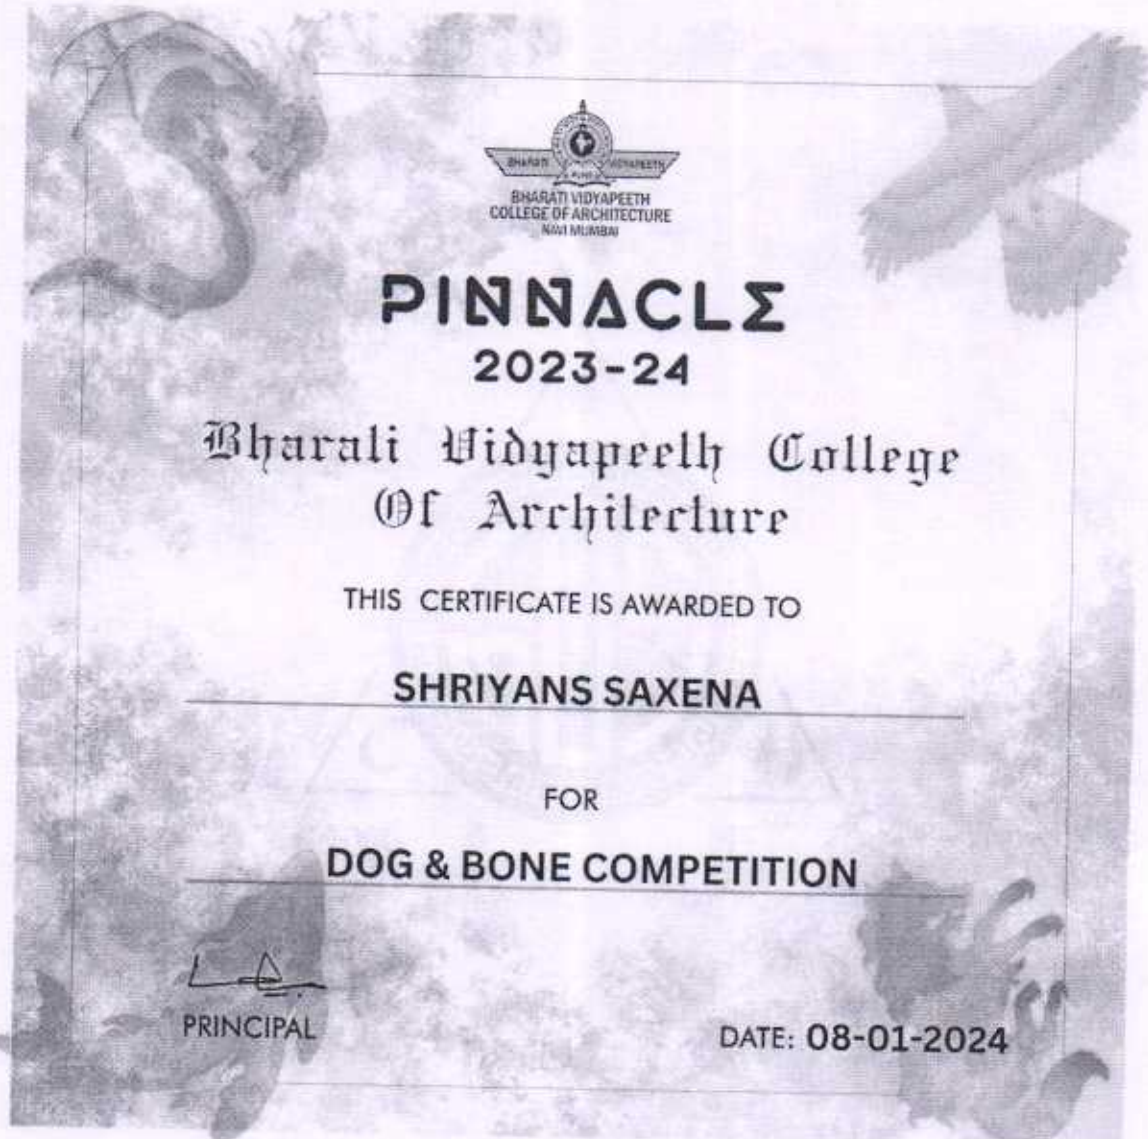 BHARATI VIDYAPEETH
PUNE
BHARATI VIDYAPEETH
COLLEGE OF ARCHITECTURE
NAVI MUMBAI
PINNACLE
2023-24
Bharati Vidyapeeth College
Of Architecture
THIS CERTIFICATE IS AWARDED TO
SHRIYANS SAXENA
FOR
DOG & BONE COMPETITION
PRINCIPAL
DATE: 08-01-2024